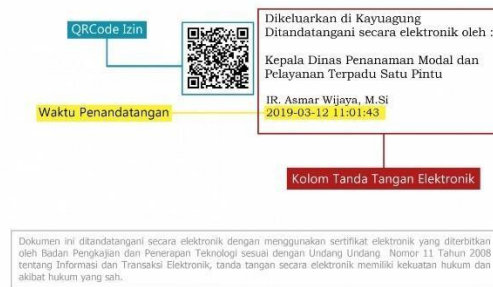 QRCode Izin
Dikeluarkan di Kayuagung
Ditandatangani secara elektronik oleh :
Kepala Dinas Penanaman Modal dan
Pelayanan Terpadu Satu Pintu
IR. Asmar Wijaya, M.Si
Waktu Penandatangan
2019-03-12 11:01:43
Kolom Tanda Tangan Elektronik
Dokumen ini ditandatangani secara elektronik dengan menggunakan sertifikat elektronik yang diterbitkan
oleh Badan Pengkajian dan Penerapan Teknologi sesuai dengan Undang Undang Nomor 11 Tahun 2008
tentang Informasi dan Transaksi Elektronik, tanda tangan secara elektronik memiliki kekuatan hukum dan
akibat hukum yang sah.